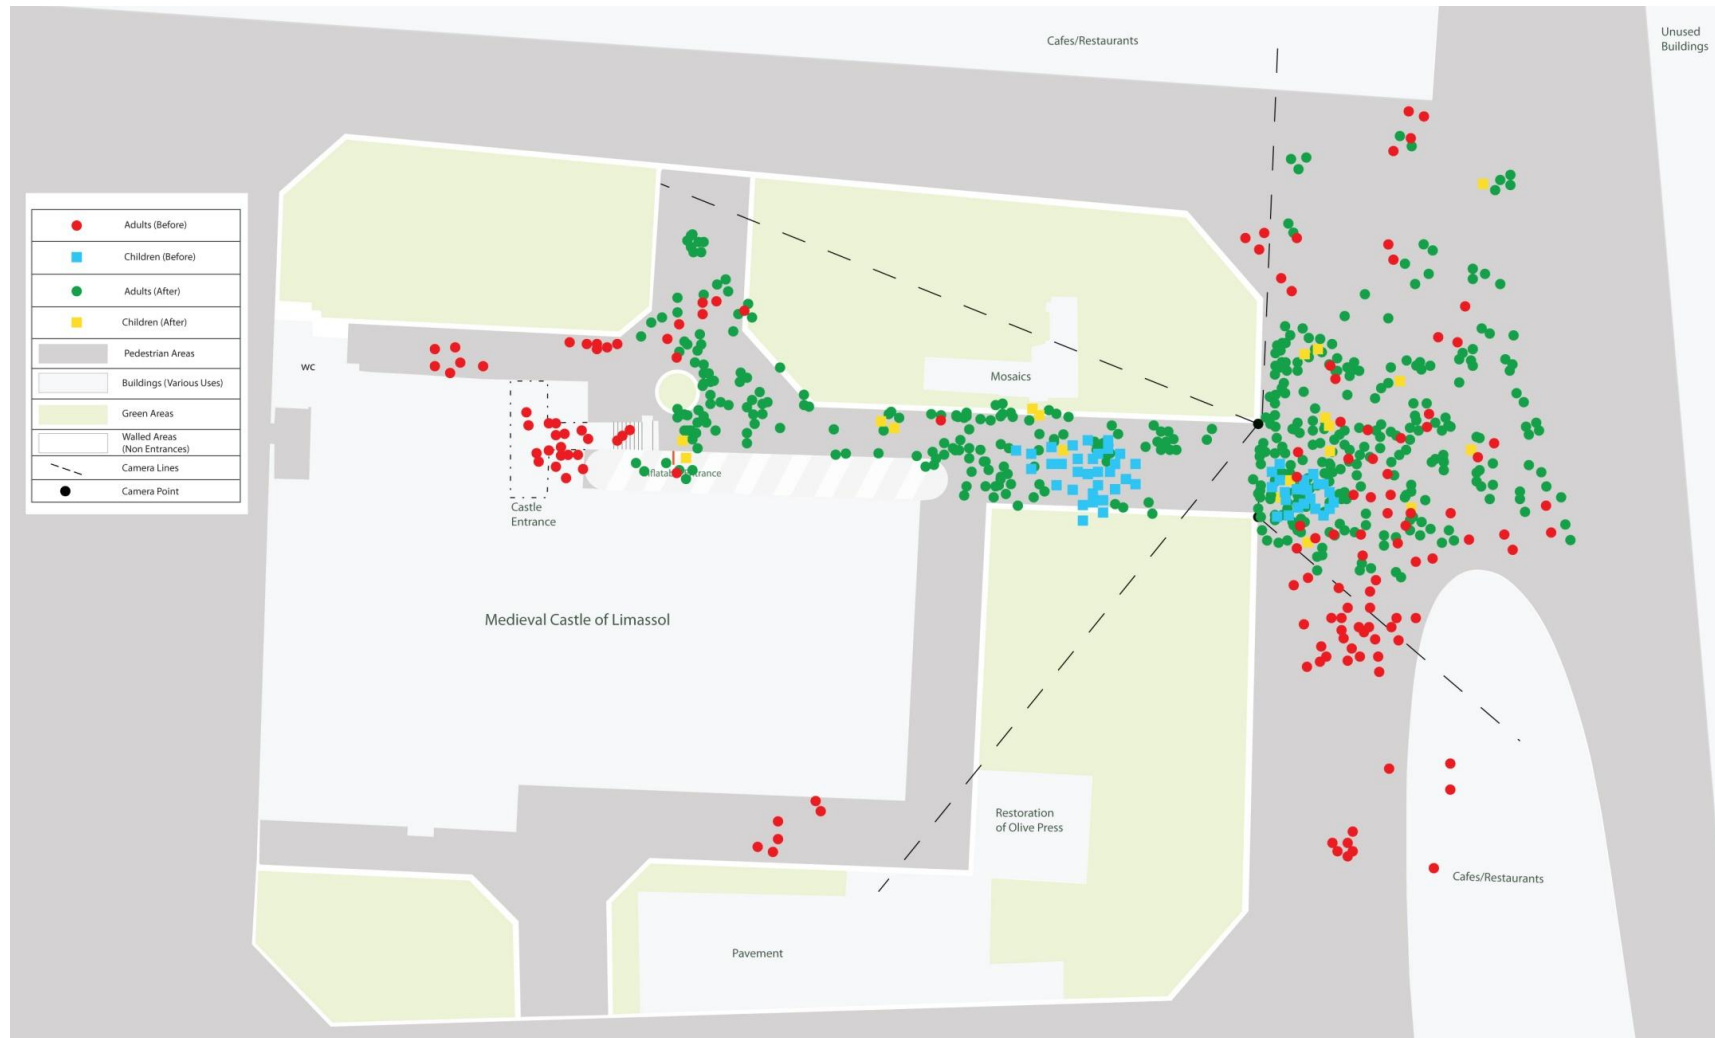 Cafes/Restaurants
Unused
Buildings
Adults (Before)
Children (Before)
Adults (After)
Children (After)
Pedestrian Areas
Buildings (Various Uses)
Green Areas
Walled Areas
(Non Entrances)
Camera Lines
Camera Point
WC
Mosaics
Castle
Entrance
Medieval Castle of Limassol
Restoration
of Olive Press
Cafes/Restaurants
Pavement